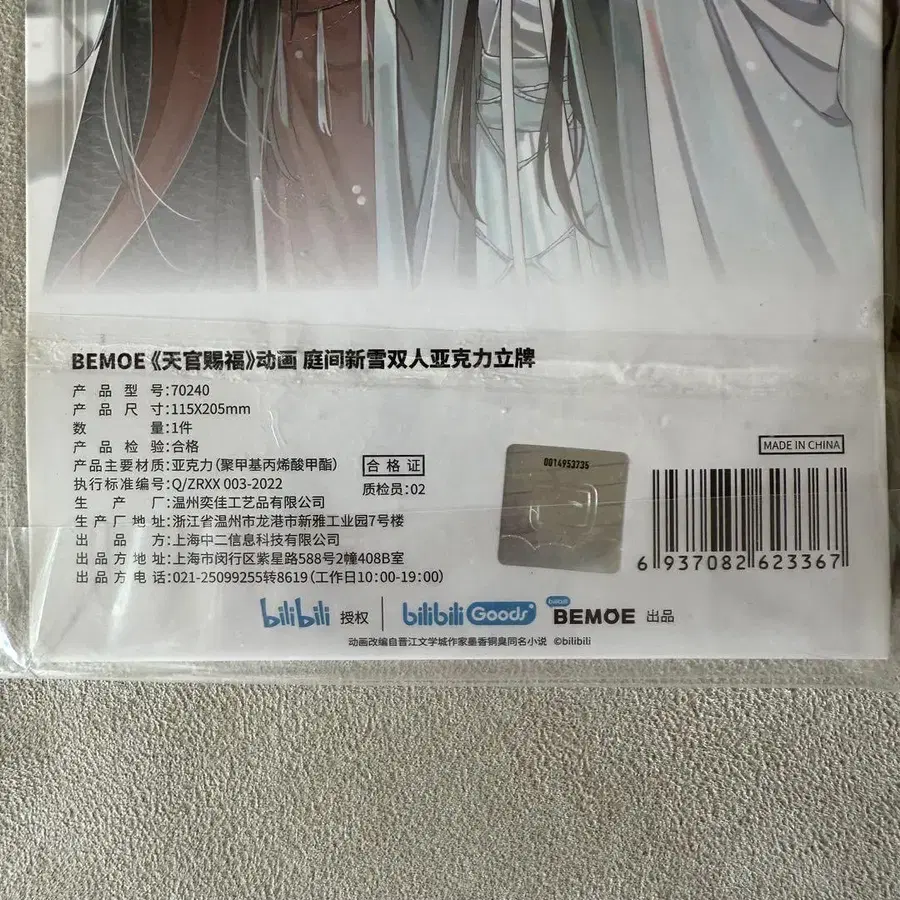 BEMOE《天官赐福》动画 庭间新雪双人亚克力立牌
产品型号:70240
产品尺寸:115X205mm
数量:1件
产品检验:合格
产品主要材质:亚克力(聚甲基丙烯酸甲酯)
执行标准编号:Q/ZRXX 003-2022
合格证
质检员:02
生产厂:温州奕佳工艺品有限公司
生产厂地址:浙江省温州市龙港市新雅工业园7号楼
出品方:上海中二信息科技有限公司
出品方地址:上海市闵行区紫星路588号2幢408B室
出品方电话:021-25099255转8619(工作日10:00-19:00)
0014953735
MADE IN CHINA
6 937082 623367
bilibili 授权 bilibili Goods bilibili BEMOE 出品
动画改编自晋江文学城作家墨香铜臭同名小说 ©bilibili